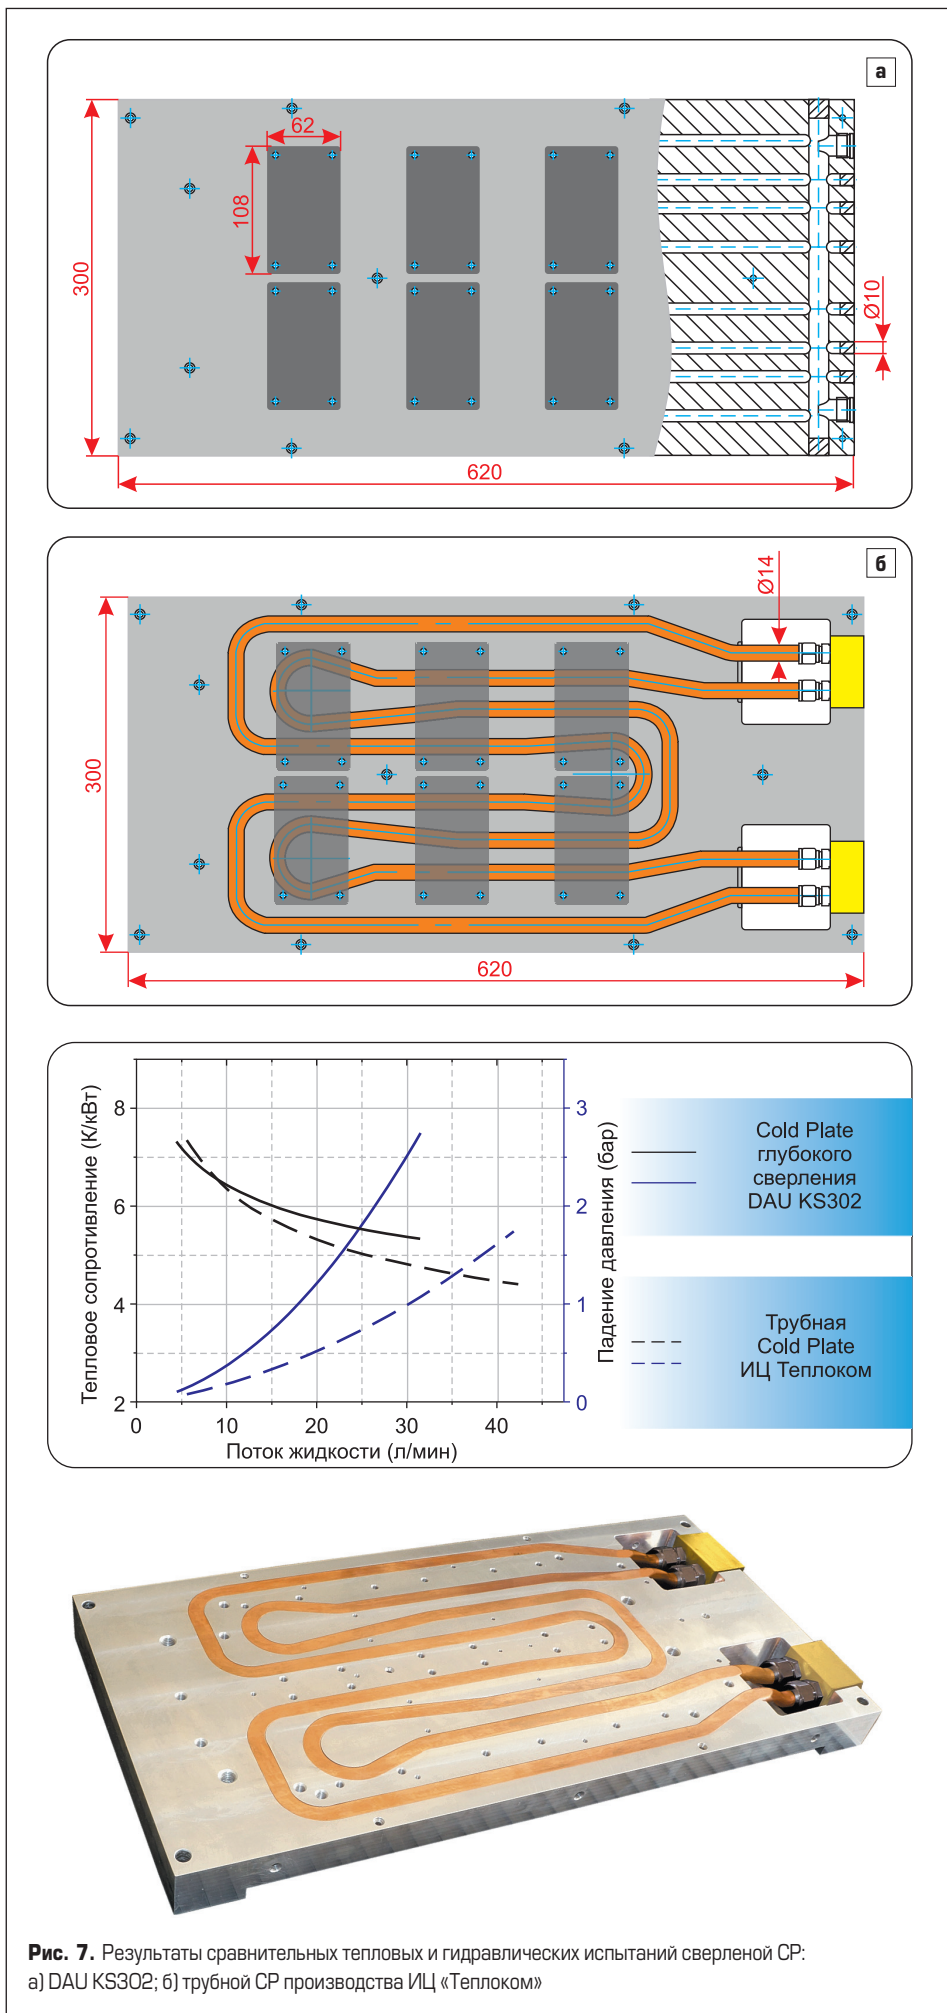 а
62
108
300
Ø10
620
б
Ø14
300
620
Тепловое сопротивление (К/кВт)
8
6
4
2
0
10
20
30
40
Поток жидкости (л/мин)
3
2
1
0
Падение давления (бар)
Cold Plate
глубокого
сверления
DAU KS302
Трубная
Cold Plate
ИЦ Теплоком
Рис. 7. Результаты сравнительных тепловых и гидравлических испытаний сверленой СР:
а) DAU KS302; б) трубной СР производства ИЦ «Теплоком»